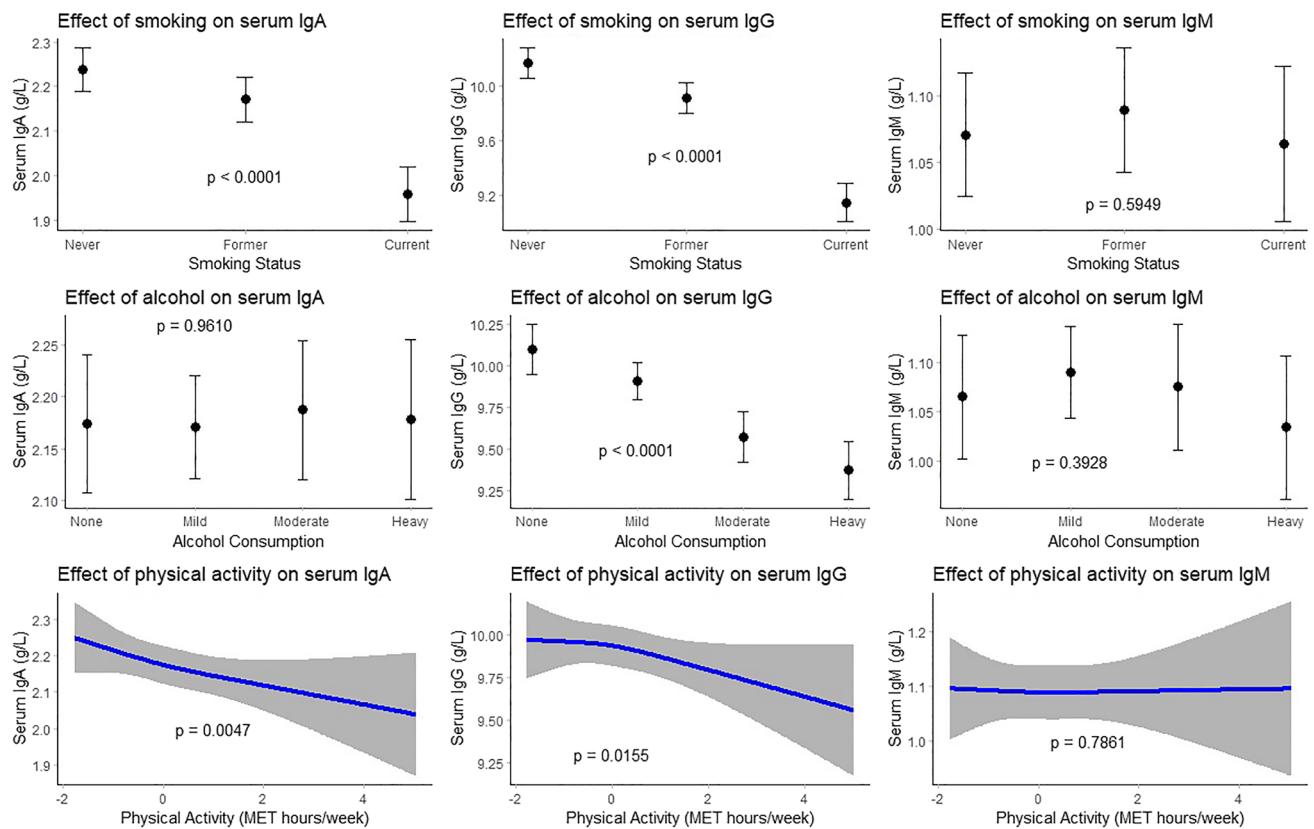 Effect of smoking on serum IgA
Serum IgA (g/L)
2.3
2.2
2.1
2.0
1.9
p < 0.0001
Never Former Current
Smoking Status
Effect of smoking on serum IgG
Serum IgG (g/L)
10.0
9.6
9.2
p < 0.0001
Never Former Current
Smoking Status
Effect of smoking on serum IgM
Serum IgM (g/L)
1.10
1.05
1.00
p = 0.5949
Never Former Current
Smoking Status
Effect of alcohol on serum IgA
Serum IgA (g/L)
2.25
2.20
2.15
2.10
p = 0.9610
None Mild Moderate Heavy
Alcohol Consumption
Effect of alcohol on serum IgG
Serum IgG (g/L)
10.25
10.00
9.75
9.50
9.25
p < 0.0001
None Mild Moderate Heavy
Alcohol Consumption
Effect of alcohol on serum IgM
Serum IgM (g/L)
1.10
1.05
1.00
p = 0.3928
None Mild Moderate Heavy
Alcohol Consumption
Effect of physical activity on serum IgA
Serum IgA (g/L)
2.3
2.2
2.1
2.0
1.9
p = 0.0047
-2 0 2 4
Physical Activity (MET hours/week)
Effect of physical activity on serum IgG
Serum IgG (g/L)
10.00
9.75
9.50
9.25
p = 0.0155
-2 0 2 4
Physical Activity (MET hours/week)
Effect of physical activity on serum IgM
Serum IgM (g/L)
1.2
1.1
1.0
p = 0.7861
-2 0 2 4
Physical Activity (MET hours/week)